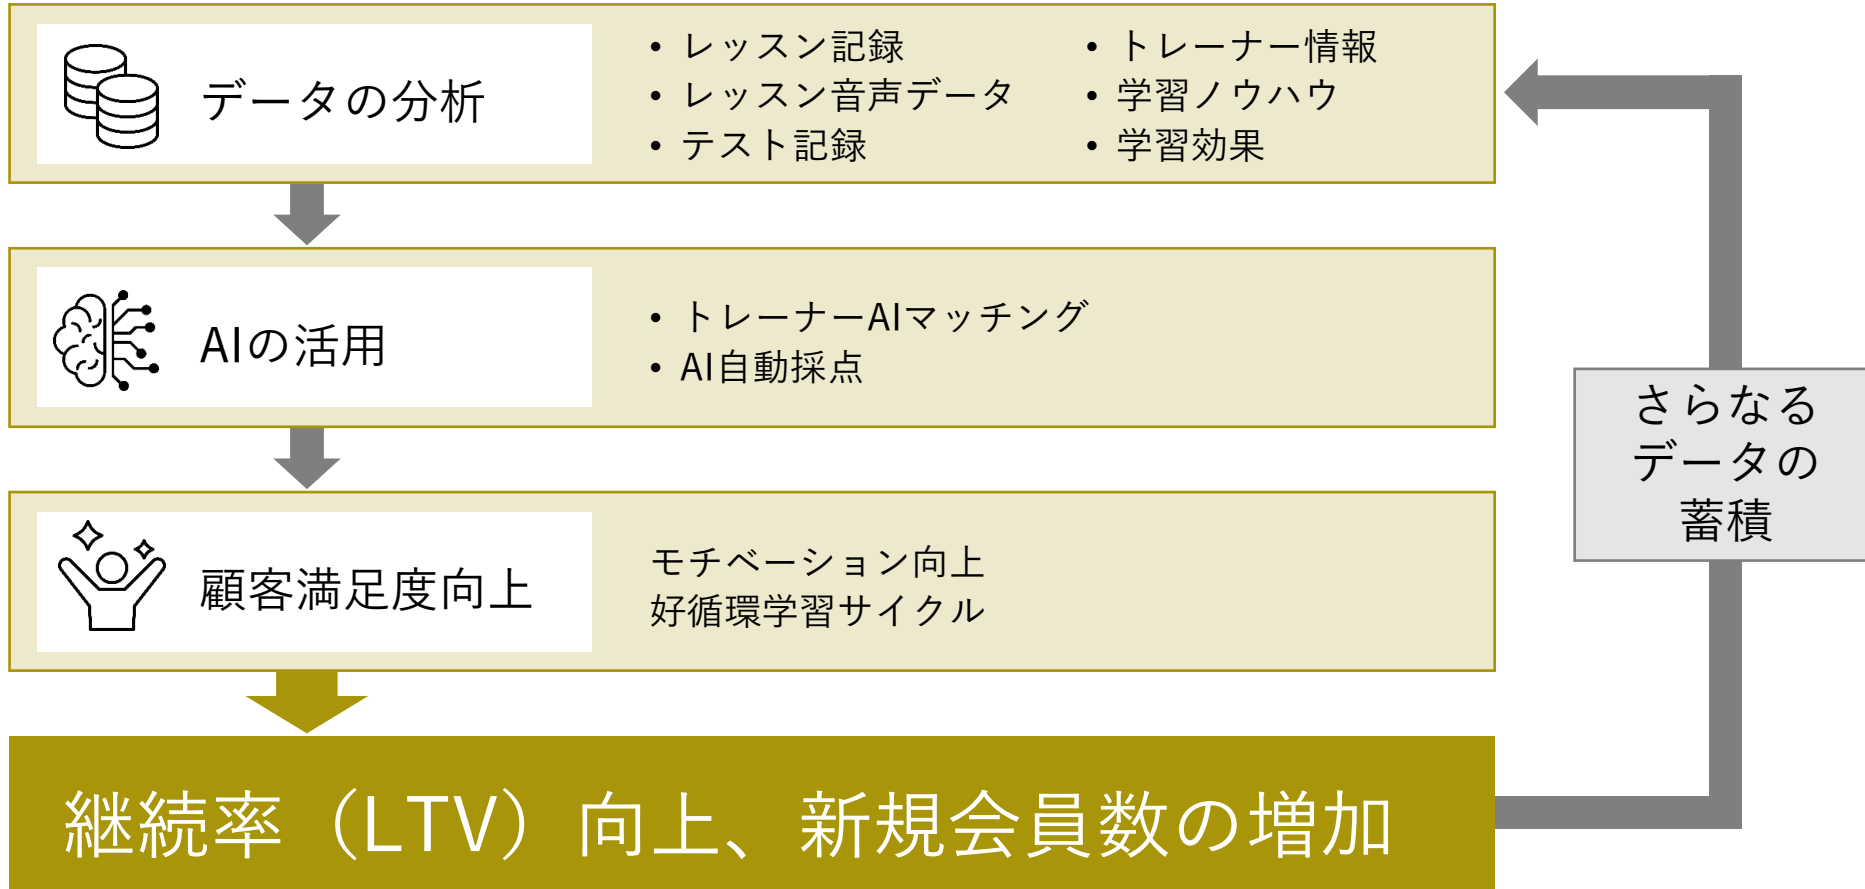 データの分析
• レッスン記録
• レッスン音声データ
• テスト記録
• トレーナー情報
• 学習ノウハウ
• 学習効果
AIの活用
• トレーナーAIマッチング
• AI自動採点
顧客満足度向上
モチベーション向上
好循環学習サイクル
継続率（LTV）向上、新規会員数の増加
さらなる
データの
蓄積